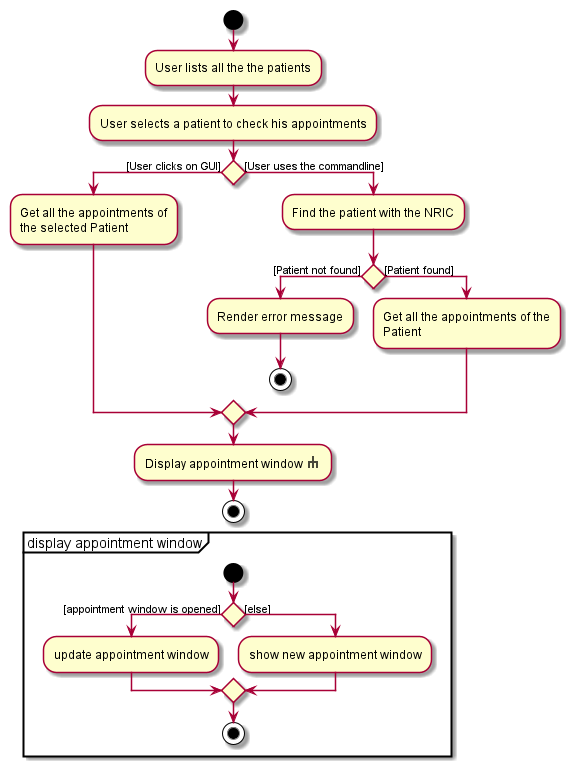 User lists all the the patients
User selects a patient to check his appointments
[User clicks on GUI]
[User uses the commandline]
Get all the appointments of
the selected Patient
Find the patient with the NRIC
[Patient not found]
[Patient found]
Render error message
Get all the appointments of the
Patient
Display appointment window
display appointment window
[appointment window is opened]
[else]
update appointment window
show new appointment window